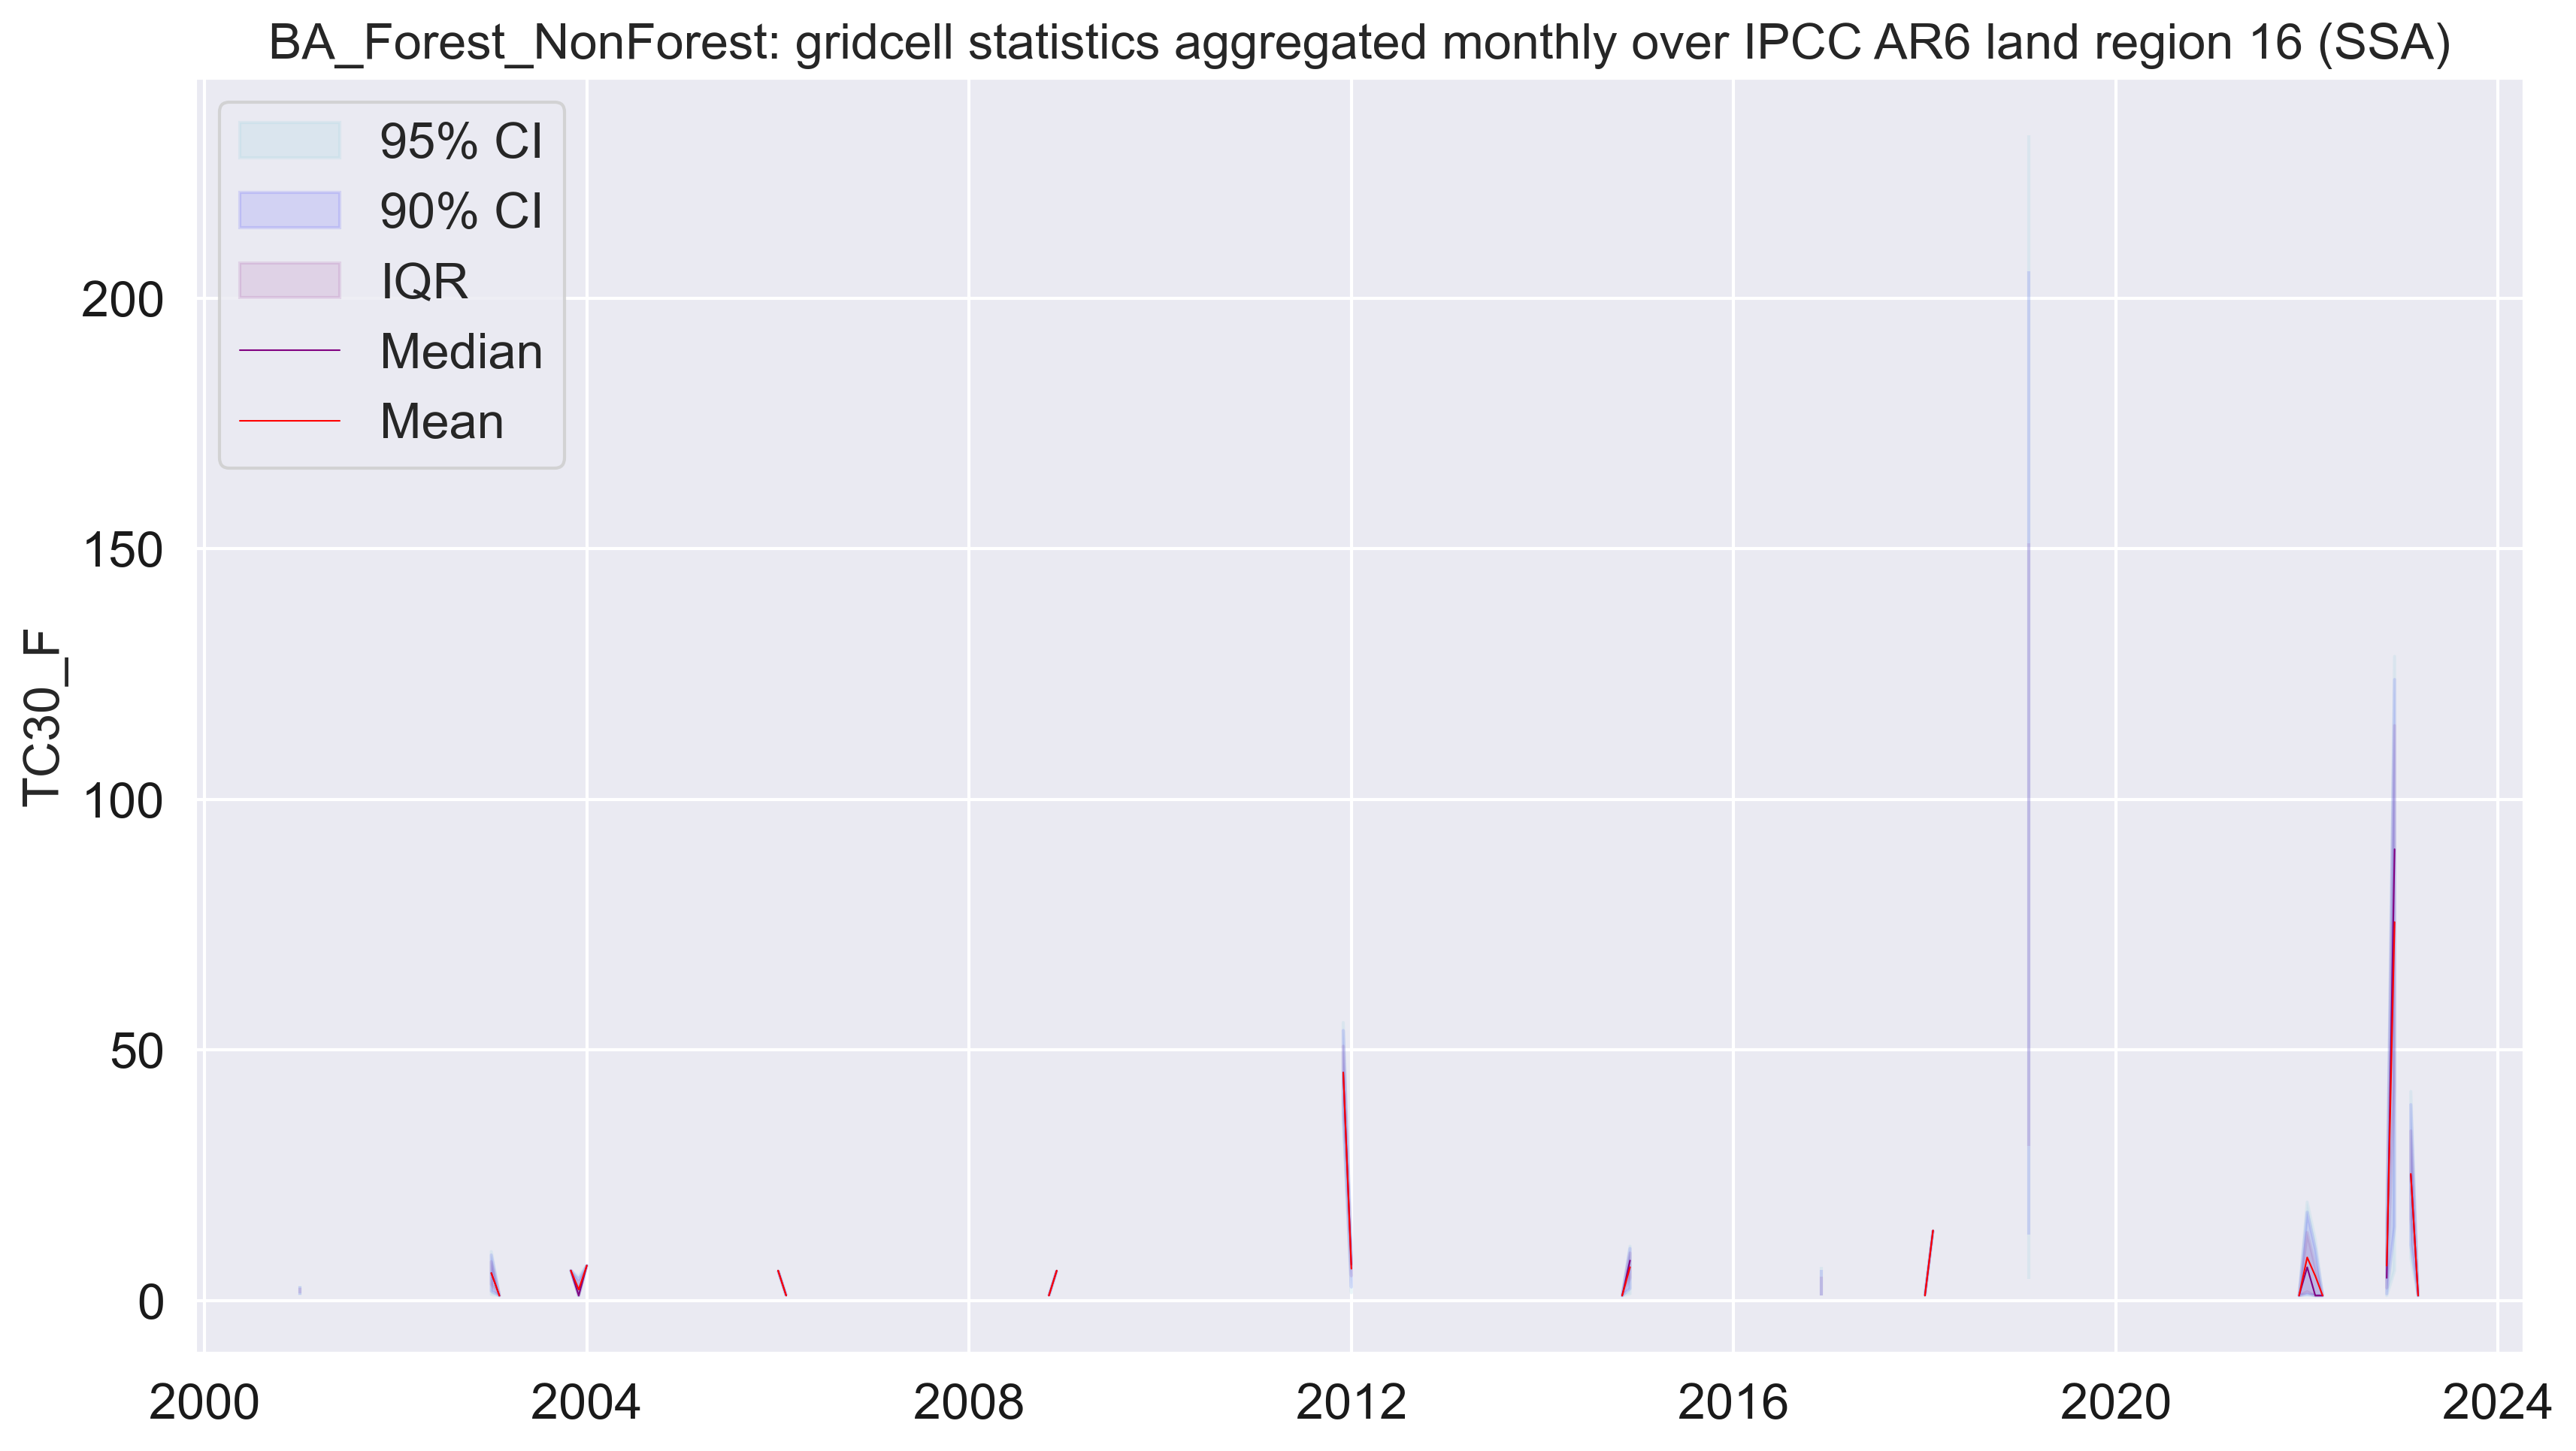 BA_Forest_NonForest: gridcell statistics aggregated monthly over IPCC AR6 land region 16 (SSA)
95% CI
90% CI
IQR
Median
Mean
TC30_F
200
150
100
50
0
2000 2004 2008 2012 2016 2020 2024